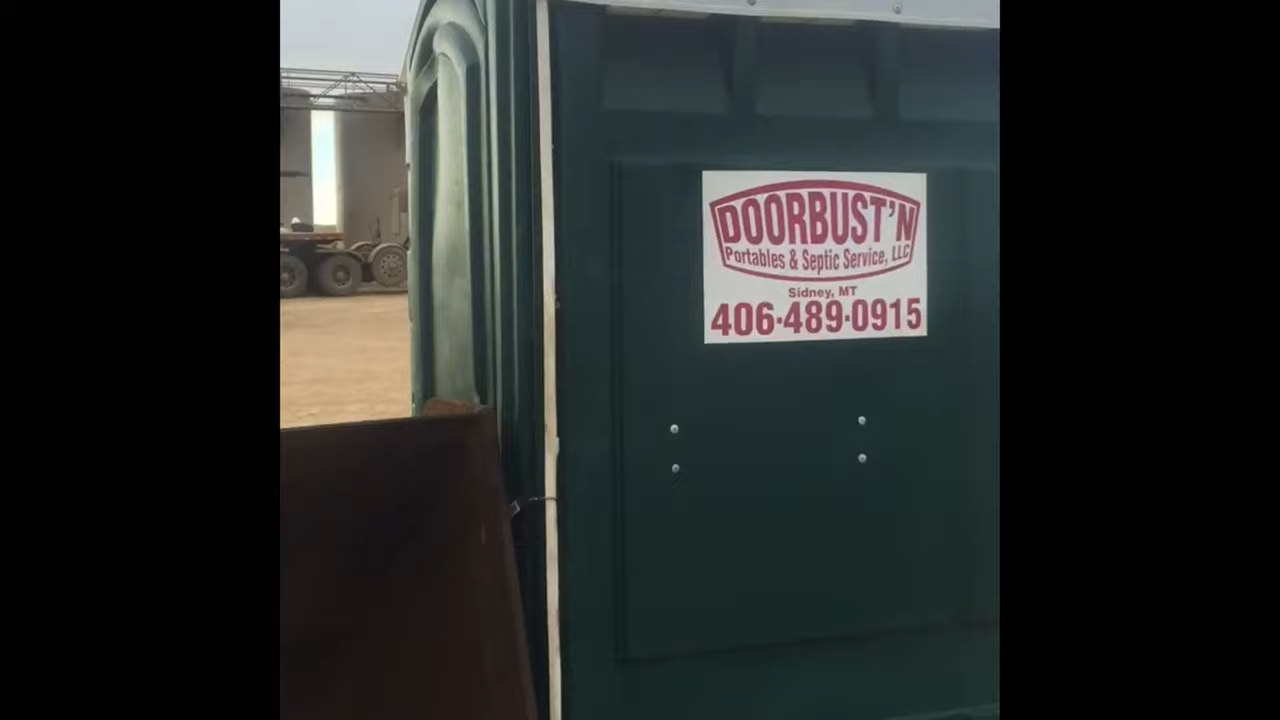 DOORBUST'N
Portables & Septic Service, LLC
Sidney, MT
406-489-0915